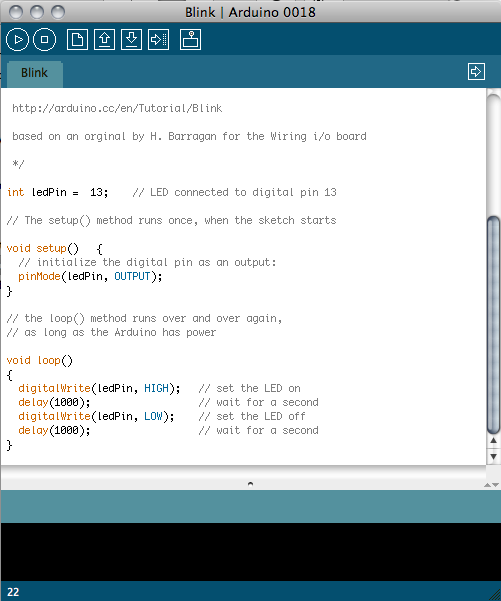 Blink | Arduino 0018
Blink
http://arduino.cc/en/Tutorial/Blink
based on an orginal by H. Barragan for the Wiring i/o board
*/
int ledPin =  13;    // LED connected to digital pin 13
// The setup() method runs once, when the sketch starts
void setup()   {
// initialize the digital pin as an output:
pinMode(ledPin, OUTPUT);
}
// the loop() method runs over and over again,
// as long as the Arduino has power
void loop()
{
digitalWrite(ledPin, HIGH);   // set the LED on
delay(1000);                  // wait for a second
digitalWrite(ledPin, LOW);    // set the LED off
delay(1000);                  // wait for a second
}
22